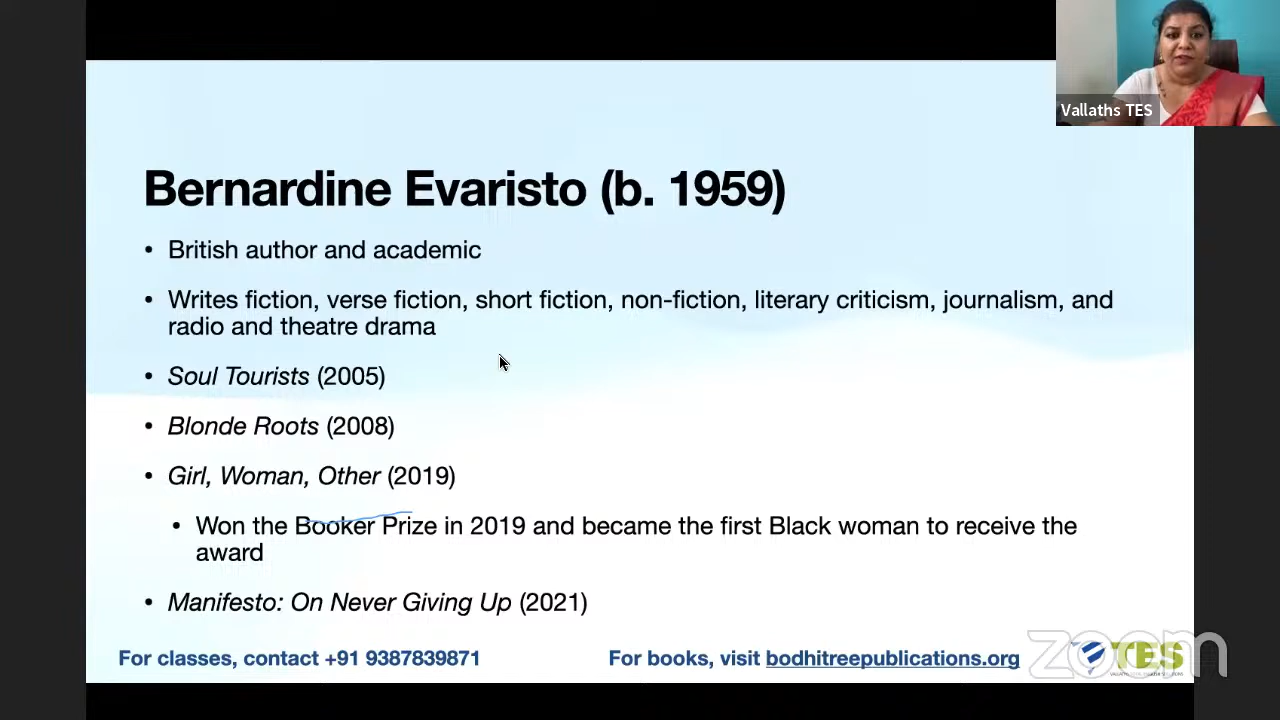 Vallaths TES
Bernardine Evaristo (b. 1959)
• British author and academic
• Writes fiction, verse fiction, short fiction, non-fiction, literary criticism, journalism, and
radio and theatre drama
• Soul Tourists (2005)
• Blonde Roots (2008)
• Girl, Woman, Other (2019)
• Won the Booker Prize in 2019 and became the first Black woman to receive the
award
• Manifesto: On Never Giving Up (2021)
For classes, contact +91 9387839871
For books, visit bodhitreepublications.org
zoom
TES